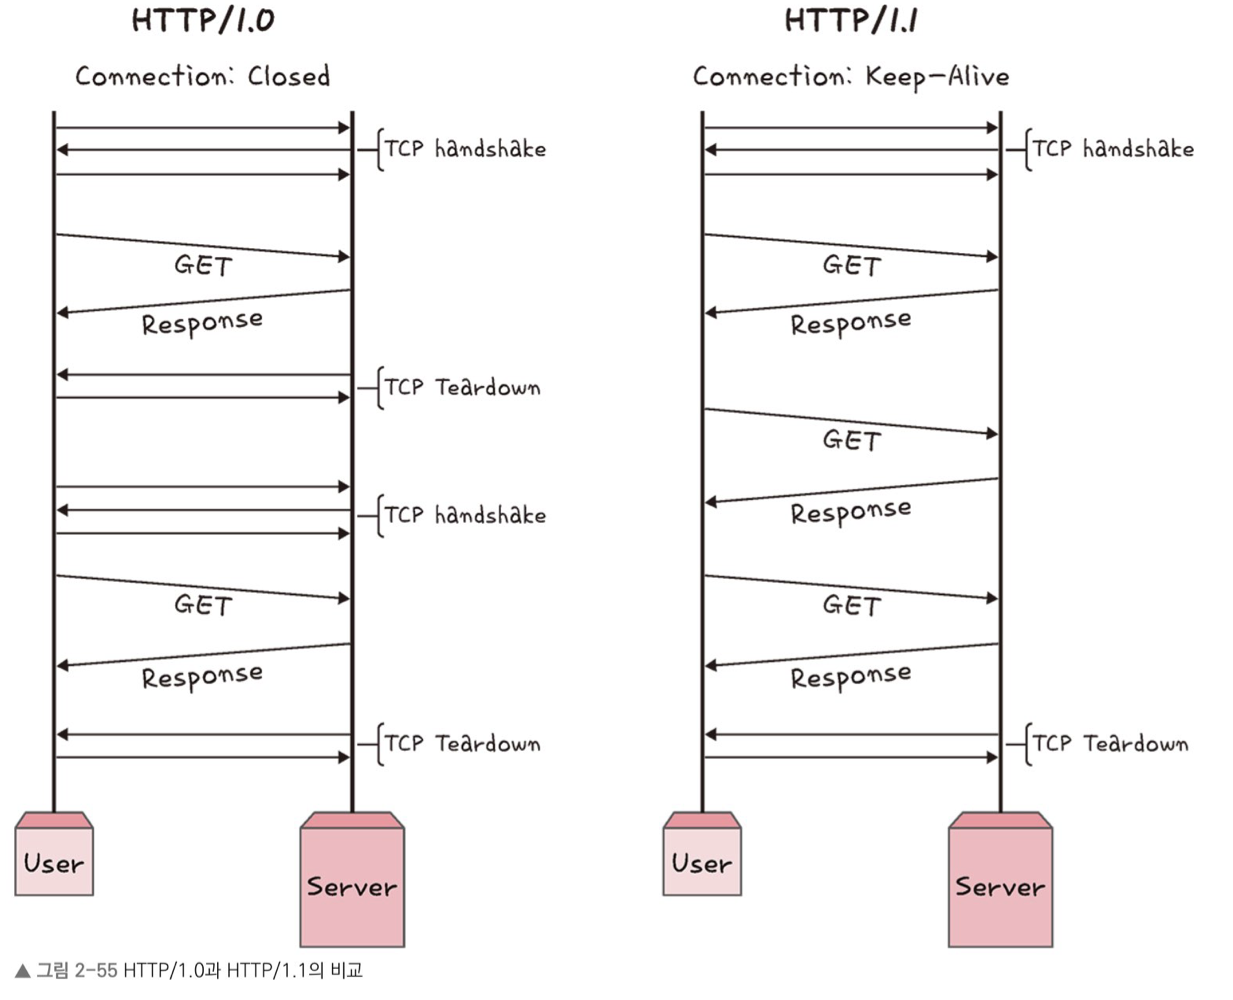 HTTP/1.0
Connection: Closed
TCP handshake
GET
Response
TCP Teardown
TCP handshake
GET
Response
TCP Teardown
User
Server
HTTP/1.1
Connection: Keep-Alive
TCP handshake
GET
Response
GET
Response
GET
Response
TCP Teardown
User
Server
▲ 그림 2-55 HTTP/1.0과 HTTP/1.1의 비교